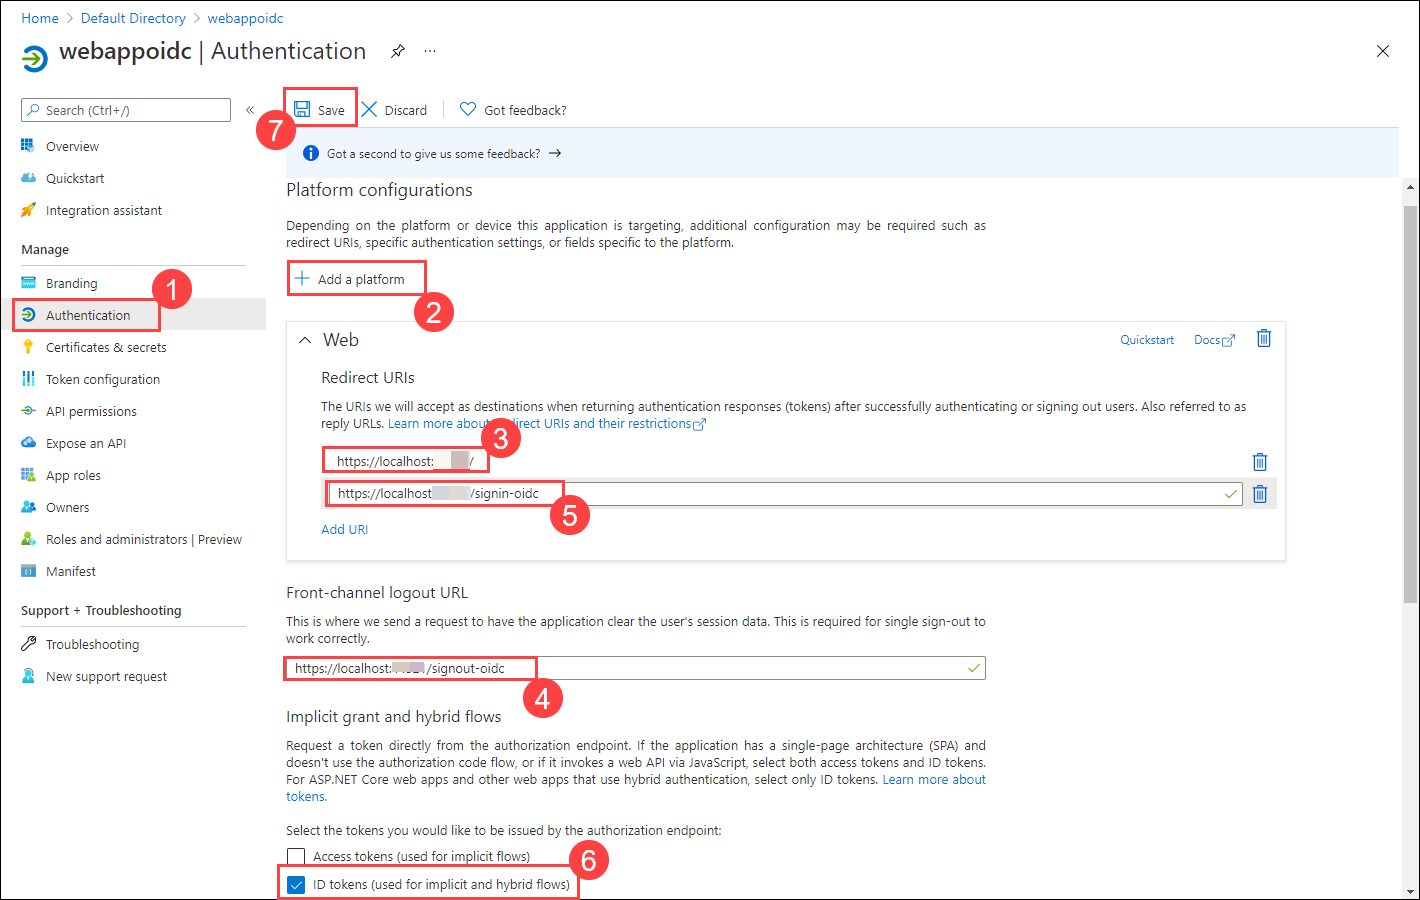 Home > Default Directory > webappoidc
webappoidc | Authentication
Search (Ctrl+/)
«
Overview
Quickstart
Integration assistant
Manage
Branding
1
Authentication
Certificates & secrets
Token configuration
API permissions
Expose an API
App roles
Owners
Roles and administrators | Preview
Manifest
Support + Troubleshooting
Troubleshooting
New support request
Save
Discard
Got feedback?
7
Got a second to give us some feedback? →
Platform configurations
Depending on the platform or device this application is targeting, additional configuration may be required such as
redirect URIs, specific authentication settings, or fields specific to the platform.
+ Add a platform
2
Web
Quickstart
Docs
Redirect URIs
The URIs we will accept as destinations when returning authentication responses (tokens) after successfully authenticating or signing out users. Also referred to as
reply URLs. Learn more about URIs and their restrictions
3
https://localhost: /
https://localhost /signin-oidc
5
Add URI
Front-channel logout URL
This is where we send a request to have the application clear the user's session data. This is required for single sign-out to
work correctly.
https://localhost: /signout-oidc
4
Implicit grant and hybrid flows
Request a token directly from the authorization endpoint. If the application has a single-page architecture (SPA) and
doesn't use the authorization code flow, or if it invokes a web API via JavaScript, select both access tokens and ID tokens.
For ASP.NET Core web apps and other web apps that use hybrid authentication, select only ID tokens. Learn more about
tokens.
Select the tokens you would like to be issued by the authorization endpoint:
Access tokens (used for implicit flows)
6
ID tokens (used for implicit and hybrid flows)